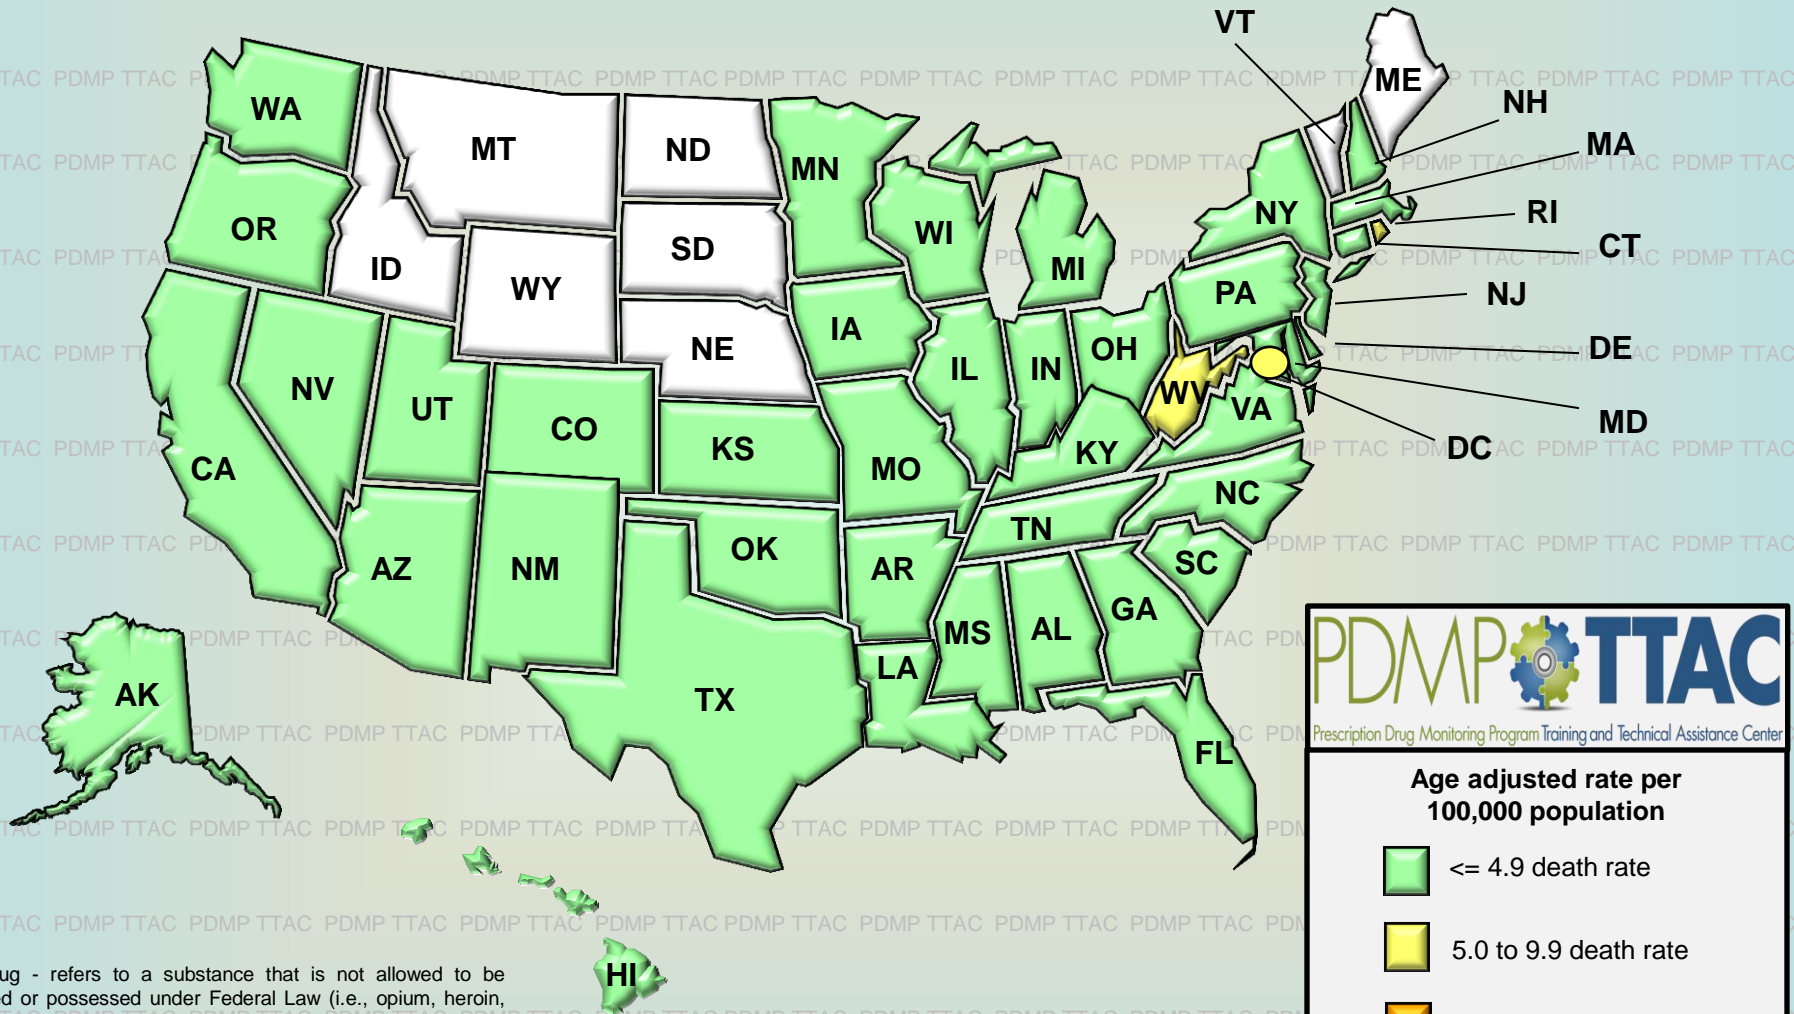 VT
ME
WA
NH
MT
ND
MN
MA
OR
NY
RI
SD
WI
CT
ID
MI
WY
PA
NJ
IA
NE
OH
DE
NV
IL
IN
WV
UT
VA
CO
MD
KS
KY
DC
CA
MO
NC
TN
OK
AZ
NM
AR
SC
GA
MS
AL
LA
AK
TX
FL
HI
PDMP TTAC
Prescription Drug Monitoring Program Training and Technical Assistance Center
Age adjusted rate per
100,000 population
<= 4.9 death rate
5.0 to 9.9 death rate
- refers to a substance that is not allowed to be
or possessed under Federal Law (i.e., opium, heroin,